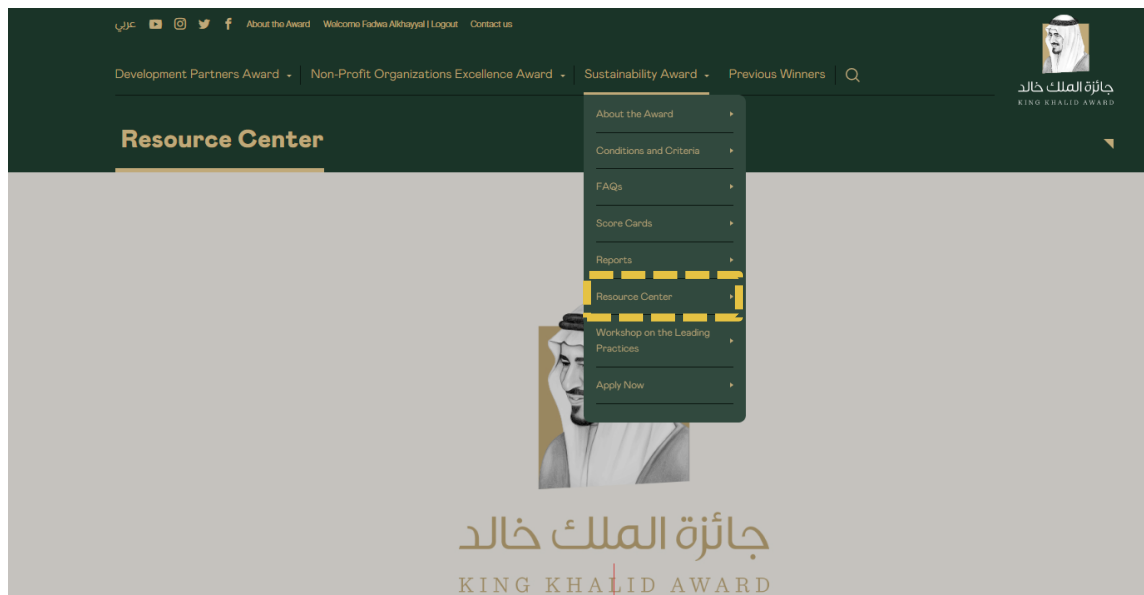 عربي About the Award Welcome Fadwa Alkhayyal | Logout Contact us
Development Partners Award Non-Profit Organizations Excellence Award Sustainability Award Previous Winners
جائزة الملك خالد
KING KHALID AWARD
Resource Center
About the Award
Conditions and Criteria
FAQs
Score Cards
Reports
Resource Center
Workshop on the Leading
Practices
Apply Now
جائزة الملك خالد
KING KHALID AWARD